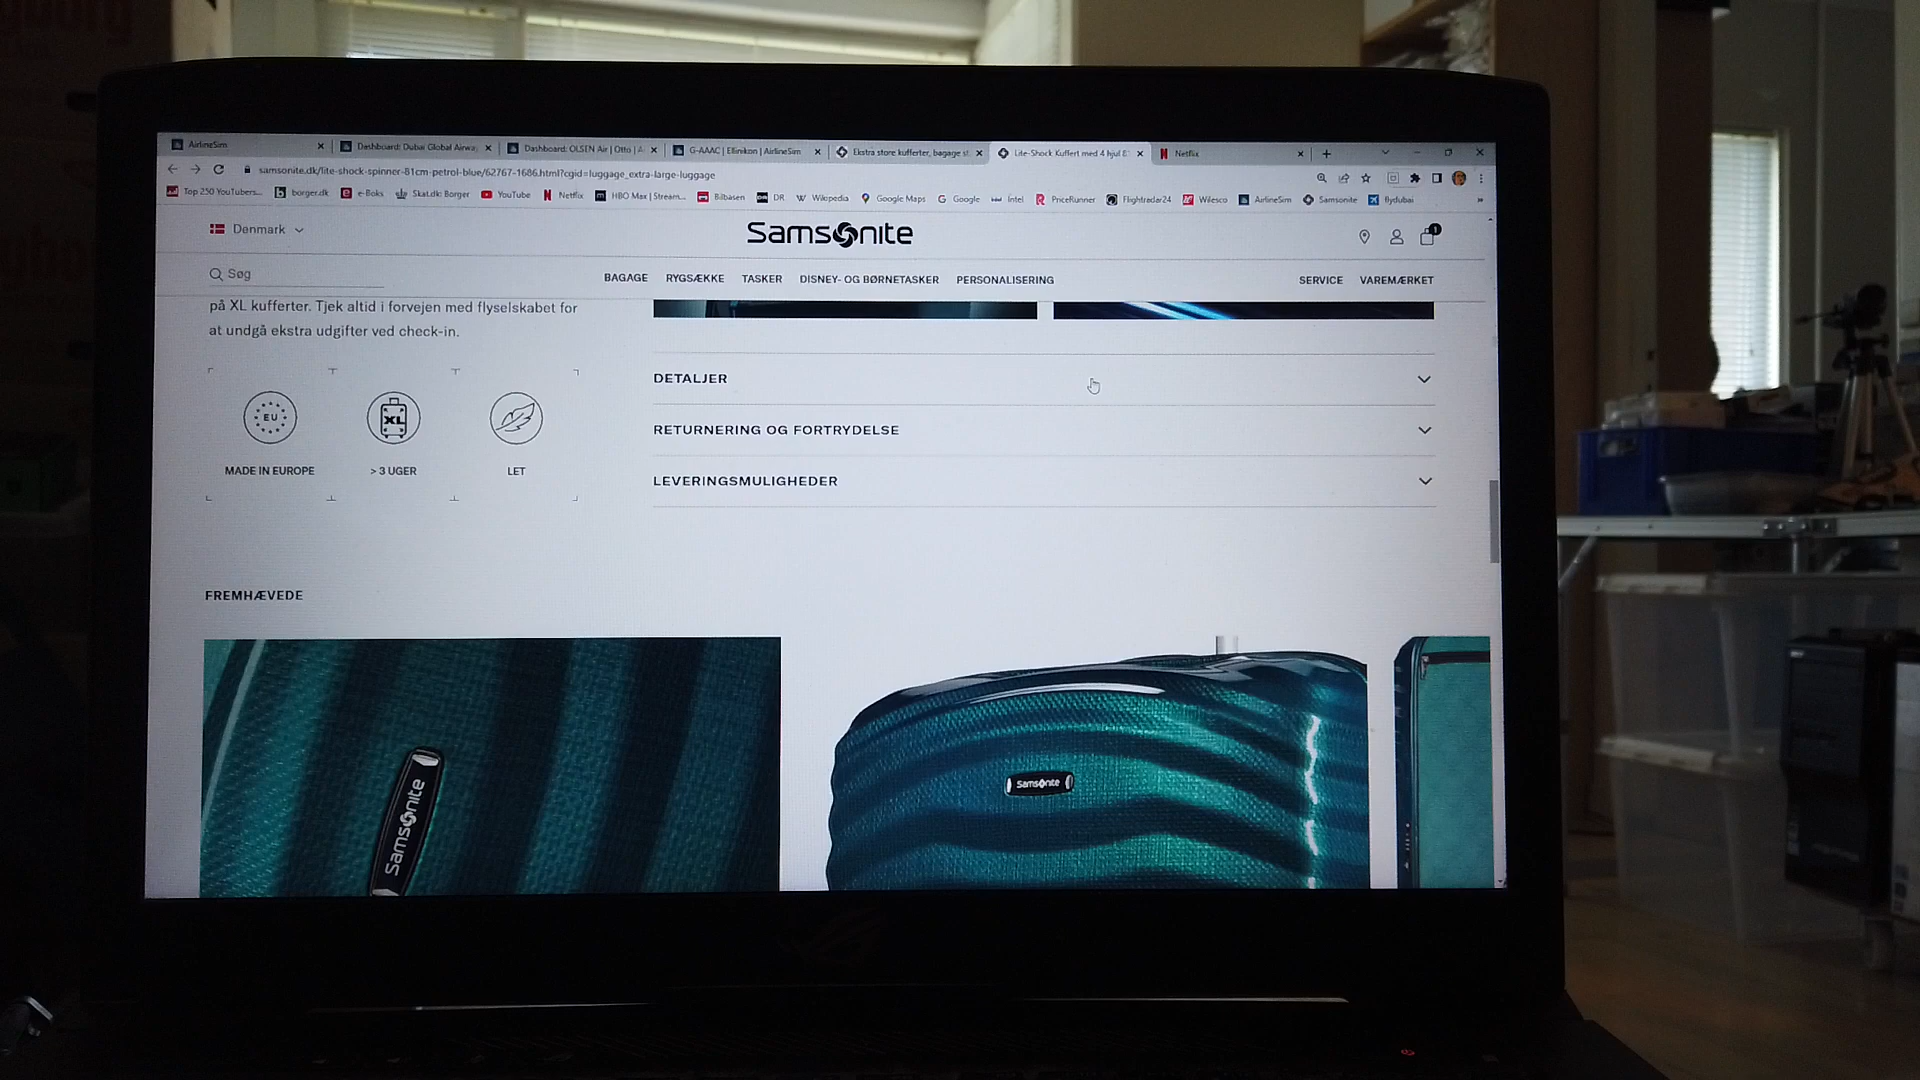 AirlineSim
Dashboard: Dubai Global Airwa
Dashboard: OLSEN Air | Otto | A
G-AAAC | Ellinikon | AirlineSim
Ekstra store kufferter, bagage s
Lite-Shock Kuffert med 4 hjul 8
Netflix
samsonite.dk/lite-shock-spinner-81cm-petrol-blue/62767-1686.html?cgid=luggage_extra-large-luggage
Top 250 YouTubers... borger.dk e-Boks Skat.dk: Borger YouTube Netflix HBO Max | Stream... Bilbasen DR Wikipedia Google Maps Google Intel PriceRunner Flightradar24 Wilesco AirlineSim Samsonite flydubai
Denmark
Samsonite
1
Søg
BAGAGE RYGSÆKKE TASKER DISNEY- OG BØRNETASKER PERSONALISERING SERVICE VAREMÆRKET
på XL kufferter. Tjek altid i forvejen med flyselskabet for
at undgå ekstra udgifter ved check-in.
EU
XL
MADE IN EUROPE
> 3 UGER
LET
DETALJER
RETURNERING OG FORTRYDELSE
LEVERINGSMULIGHEDER
FREMHÆVEDE
Samsonite
Samsonite